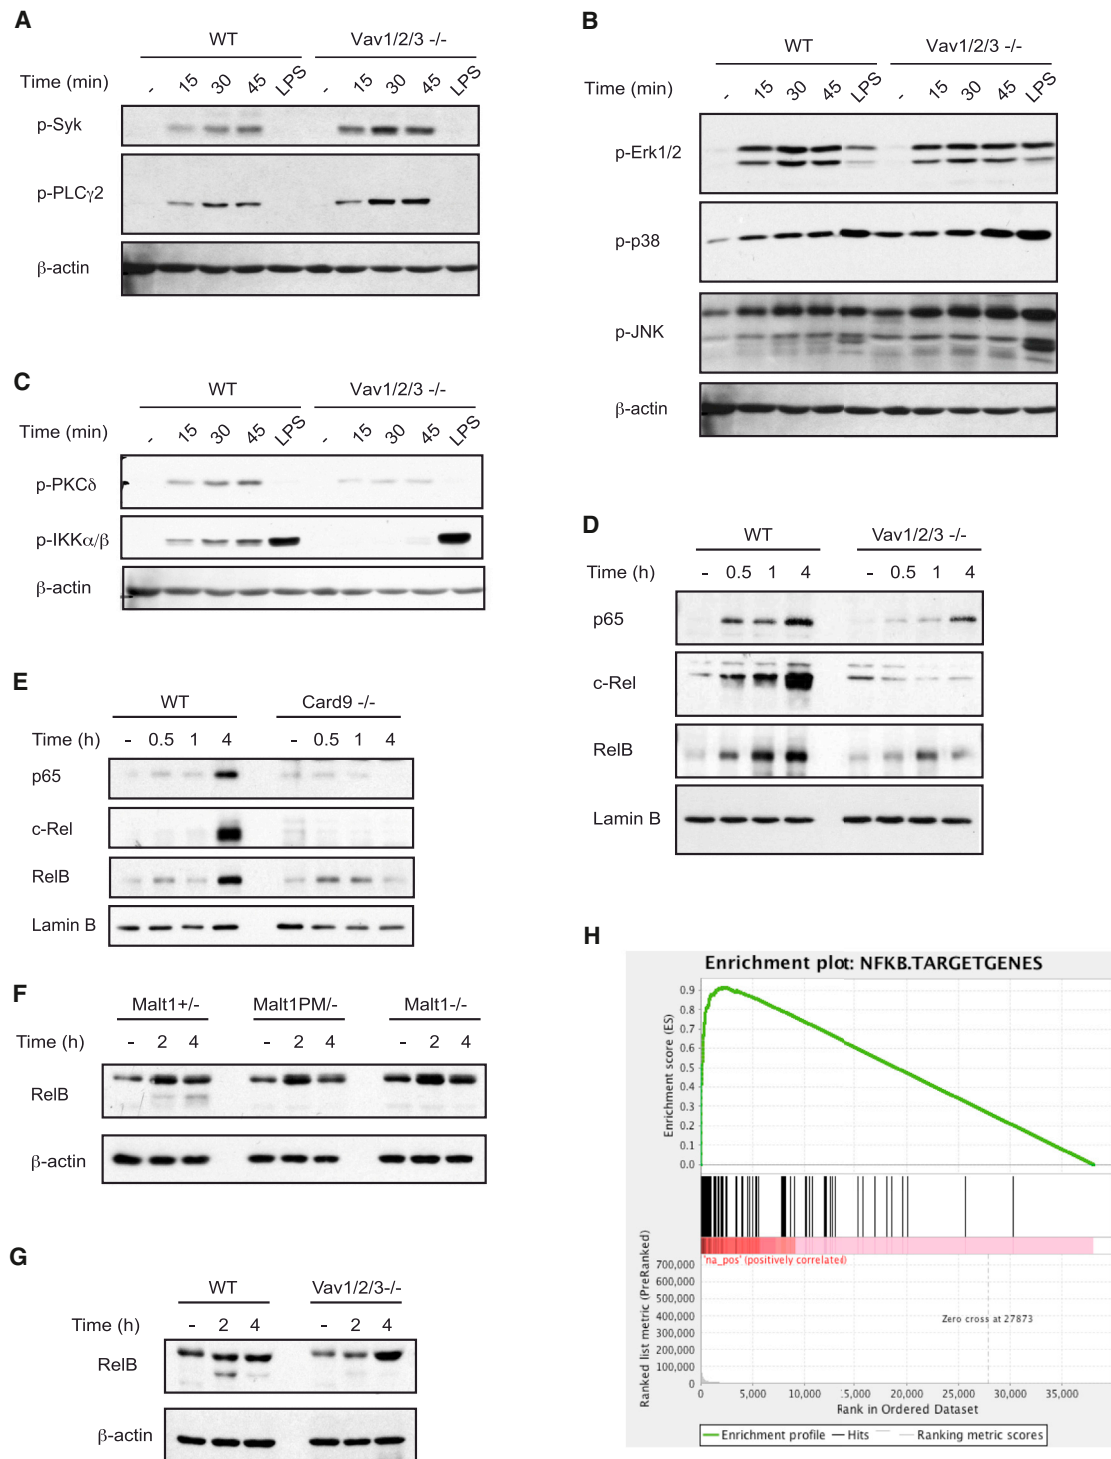 A
WT Vav1/2/3 -/-
Time (min) - 15 30 45 LPS - 15 30 45 LPS
p-Syk
p-PLCγ2
β-actin
B
WT Vav1/2/3 -/-
Time (min) - 15 30 45 LPS - 15 30 45 LPS
p-Erk1/2
p-p38
p-JNK
β-actin
C
WT Vav1/2/3 -/-
Time (min) - 15 30 45 LPS - 15 30 45 LPS
p-PKCδ
p-IKKα/β
β-actin
D
WT Vav1/2/3 -/-
Time (h) - 0.5 1 4 - 0.5 1 4
p65
c-Rel
RelB
Lamin B
E
WT Card9 -/-
Time (h) - 0.5 1 4 - 0.5 1 4
p65
c-Rel
RelB
Lamin B
F
Malt1+/- Malt1PM/- Malt1-/-
Time (h) - 2 4 - 2 4 - 2 4
RelB
β-actin
G
WT Vav1/2/3-/-
Time (h) - 2 4 - 2 4
RelB
β-actin
H
Enrichment plot: NFKB.TARGETGENES
Enrichment score (ES)
0.9
0.8
0.7
0.6
0.5
0.4
0.3
0.2
0.1
0.0
'na_pos' (positively correlated)
Ranked list metric (PreRanked)
700,000
600,000
500,000
400,000
300,000
200,000
100,000
0
Zero cross at 27873
0 5,000 10,000 15,000 20,000 25,000 30,000 35,000
Rank in Ordered Dataset
Enrichment profile Hits Ranking metric scores